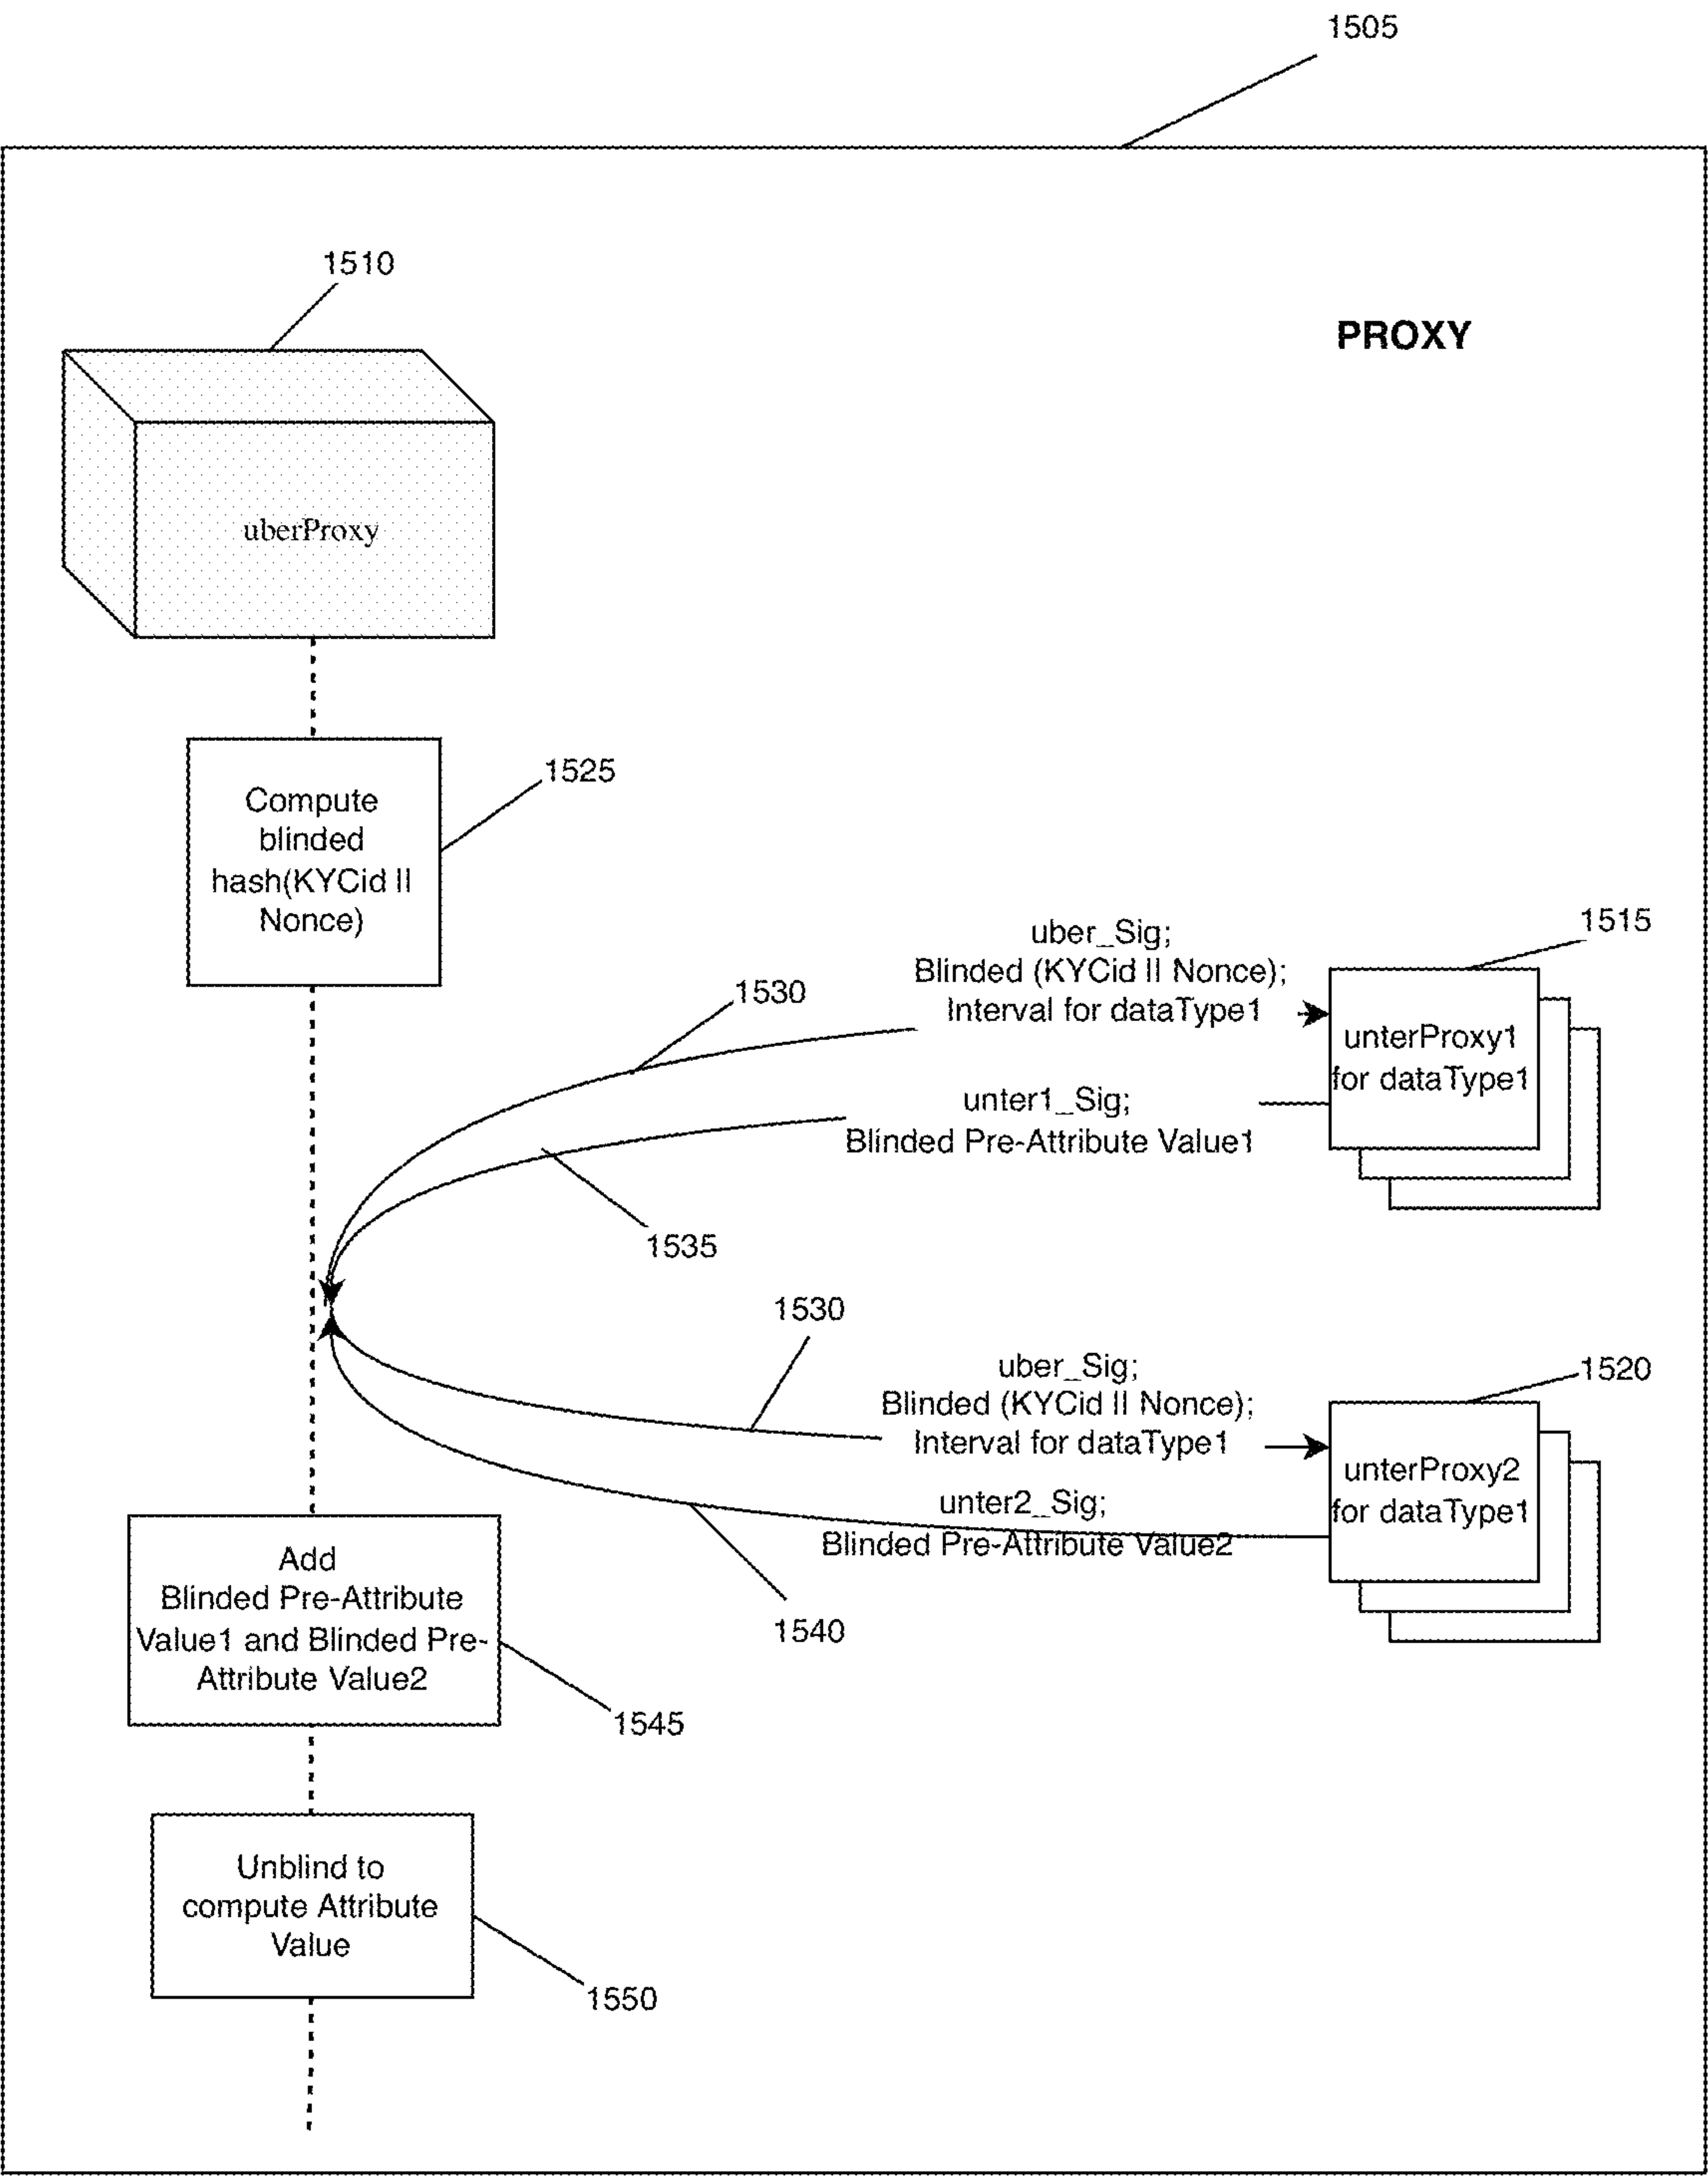 1505
1510
PROXY
uberProxy
1525
Compute
blinded
hash(KYCid II
Nonce)
1515
uber_Sig;
Blinded (KYCid II Nonce);
Interval for dataType1
1530
unterProxy1
for dataType1
unter1_Sig;
Blinded Pre-Attribute Value1
1535
1530
uber_Sig;
Blinded (KYCid II Nonce);
Interval for dataType1
1520
unterProxy2
for dataType1
unter2_Sig;
Blinded Pre-Attribute Value2
1540
Add
Blinded Pre-Attribute
Value1 and Blinded Pre-
Attribute Value2
1545
Unblind to
compute Attribute
Value
1550